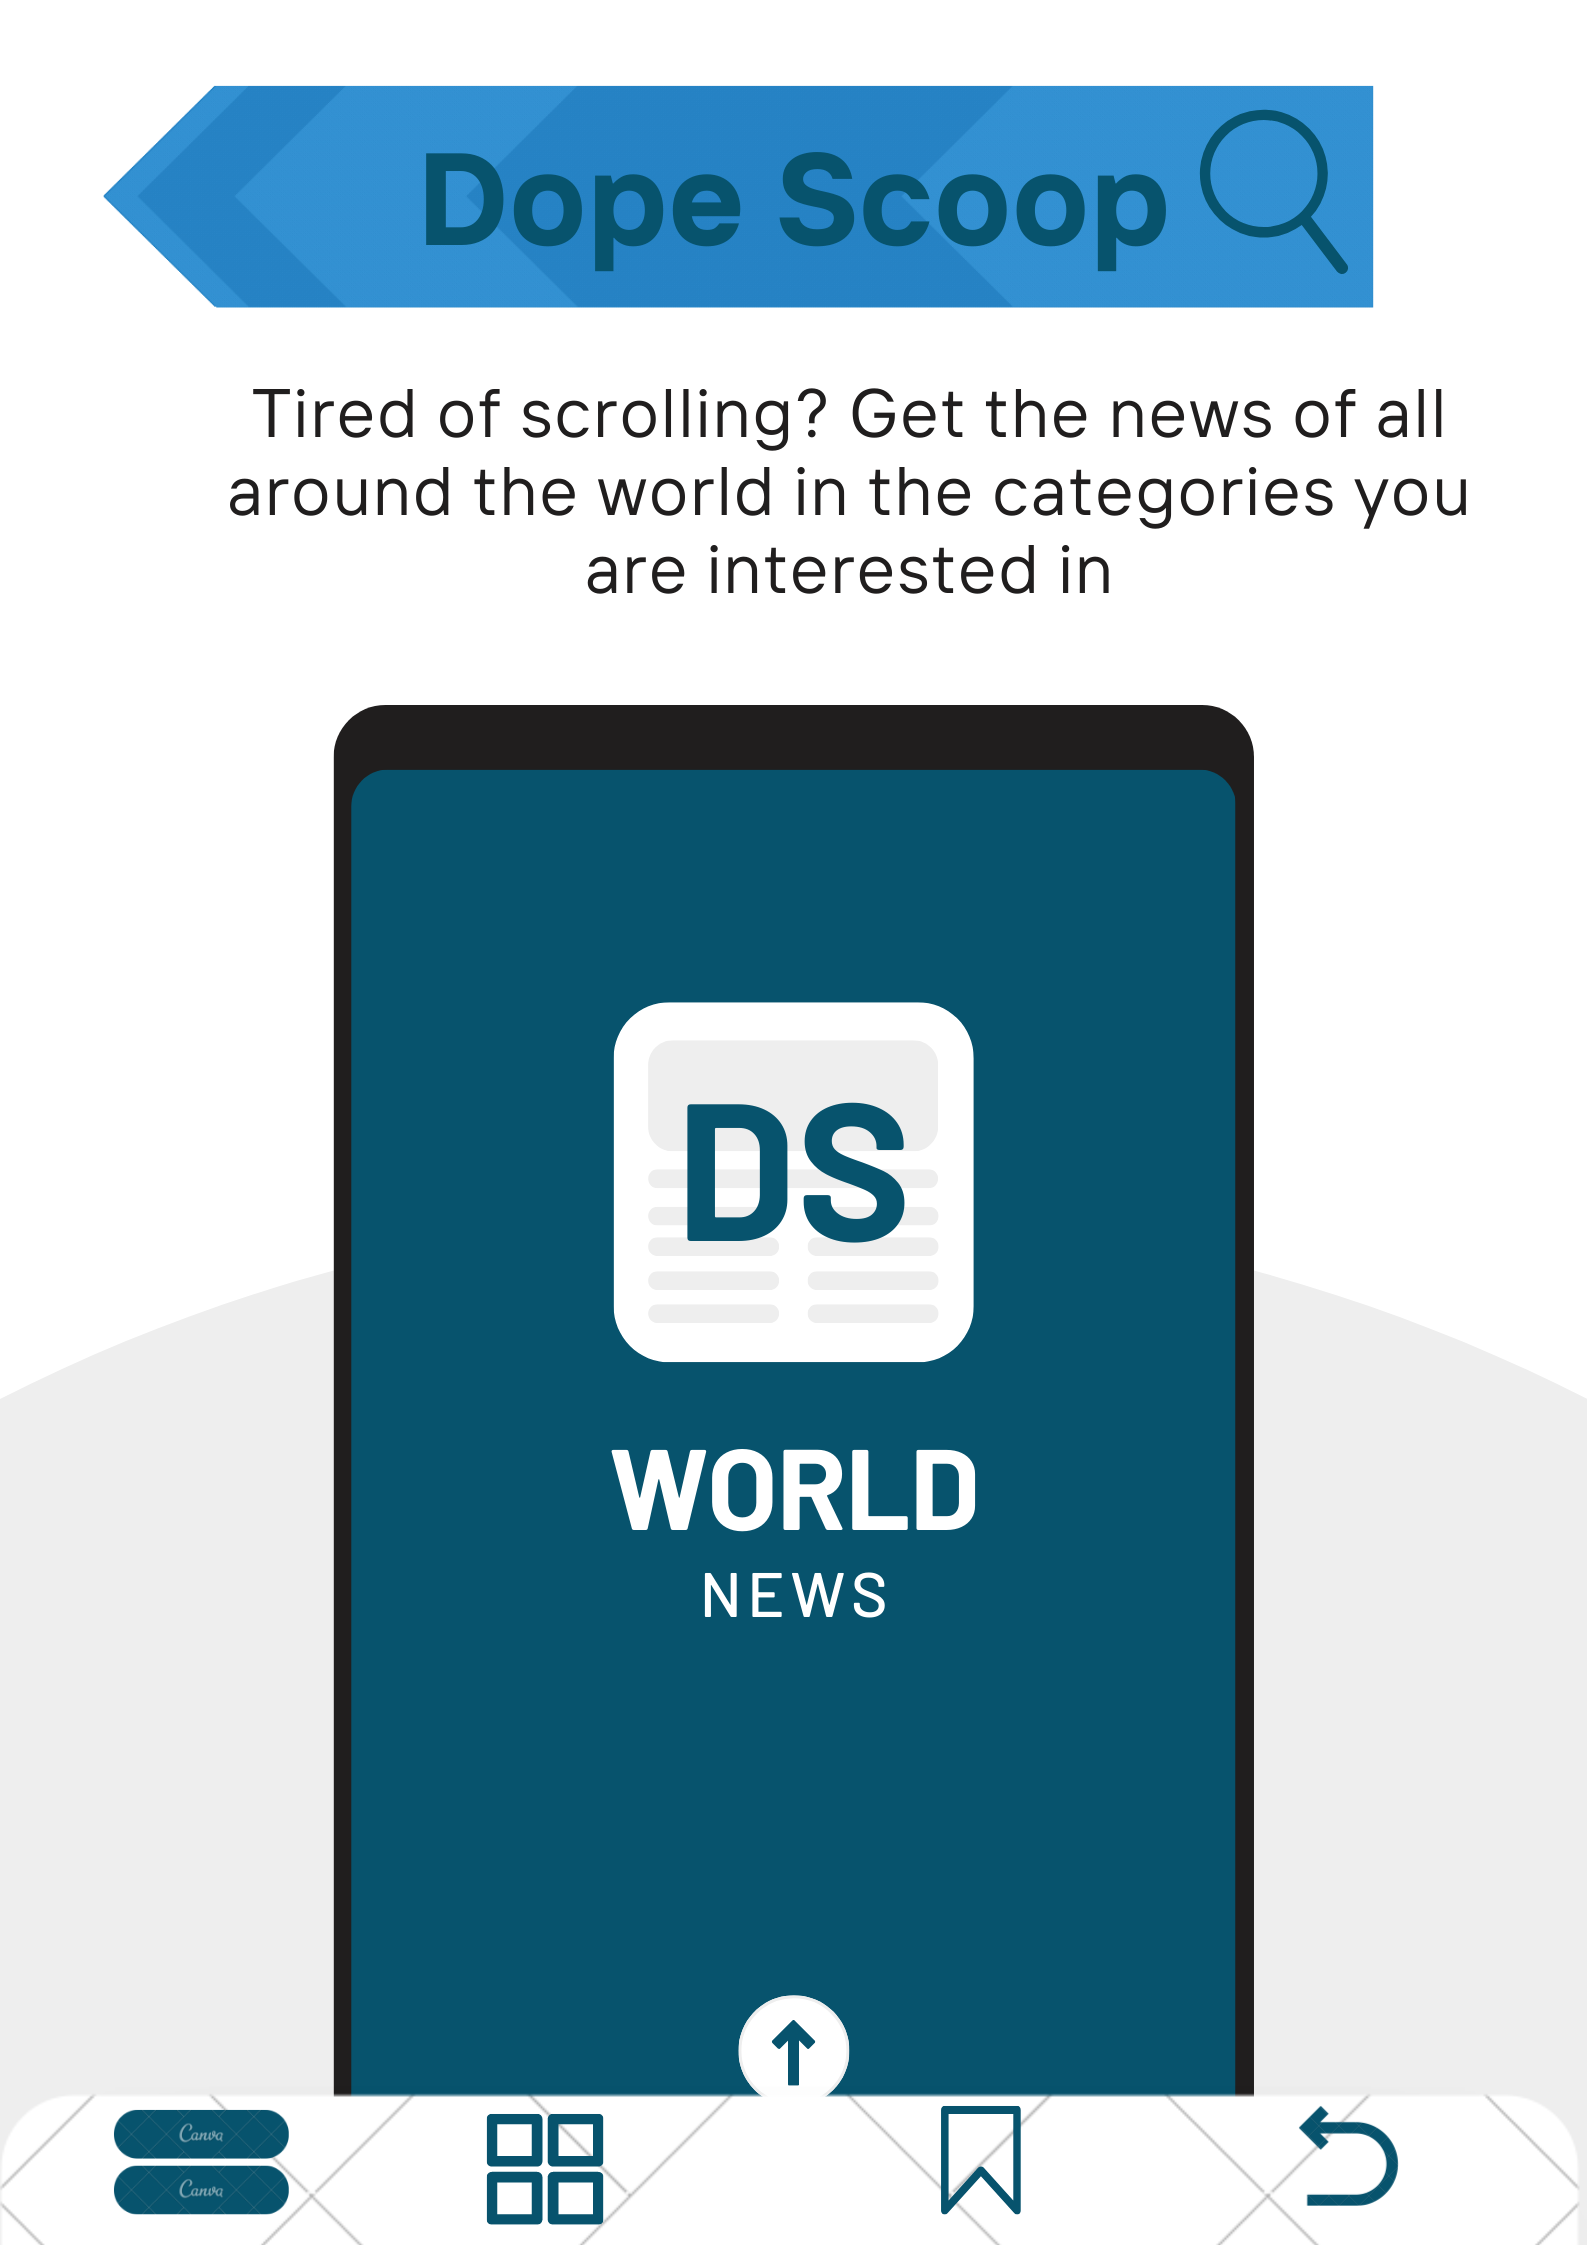 Dope Scoop
Tired of scrolling? Get the news of all
around the world in the categories you
are interested in
DS
WORLD
NEWS
Canva
Canva